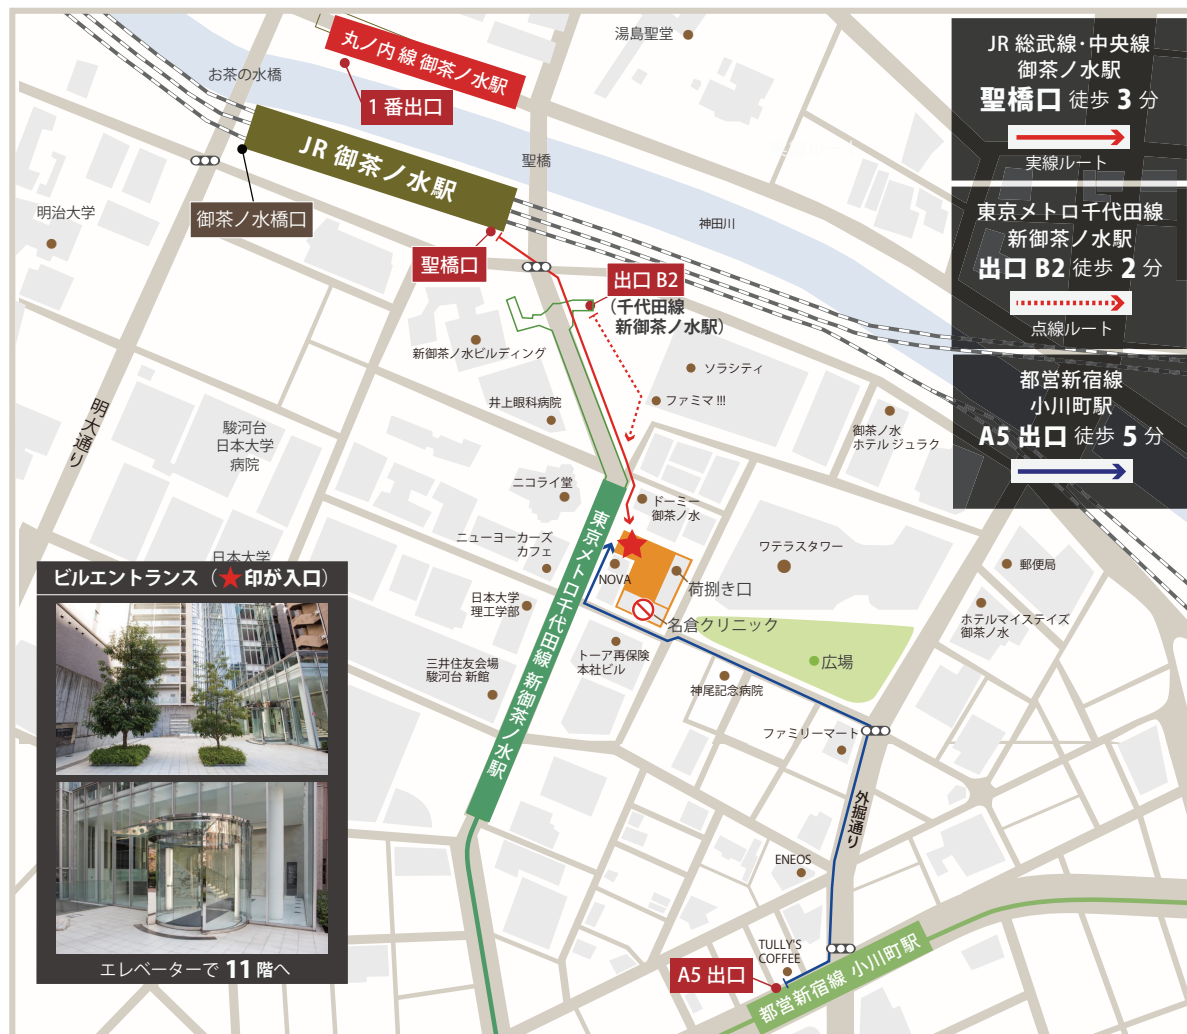 丸ノ内 線 御茶ノ水駅
湯島聖堂
お茶の水橋
1 番出口
JR 御茶ノ水駅
聖橋
明治大学
御茶ノ水橋口
神田川
聖橋口
出口 B2
（千代田線
新御茶ノ水駅）
新御茶ノ水ビルディング
ソラシティ
井上眼科病院
ファミマ !!!
明大通り
駿河台
日本大学
病院
御茶ノ水
ホテル ジュラク
ニコライ堂
ドーミー
御茶ノ水
ニューヨーカーズ
カフェ
ワテラスタワー
日本大学
NOVA
荷捌き口
郵便局
日本大学
理工学部
名倉クリニック
ホテルマイステイズ
御茶ノ水
トーア再保険
本社ビル
広場
三井住友会場
駿河台 新館
神尾記念病院
東京メトロ千代田線 新御茶ノ水駅
ファミリーマート
外堀通り
ENEOS
TULLY'S
COFFEE
A5 出口
都営新宿線 小川町駅
JR 総武線･中央線
御茶ノ水駅
聖橋口 徒歩 3 分
実線ルート
東京メトロ千代田線
新御茶ノ水駅
出口 B2 徒歩 2 分
点線ルート
都営新宿線
小川町駅
A5 出口 徒歩 5 分
ビルエントランス（★印が入口）
エレベーターで 11 階へ